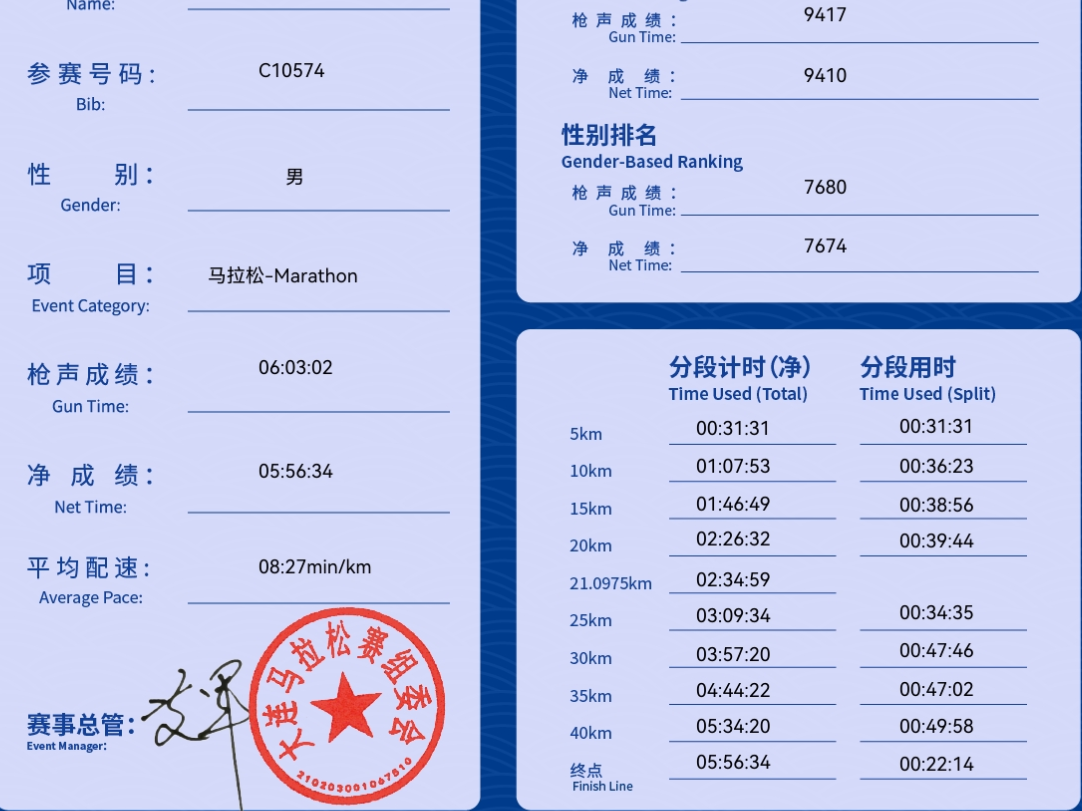 Name:
参赛号码: C10574
Bib:
性 别: 男
Gender:
项 目: 马拉松-Marathon
Event Category:
枪声成绩: 06:03:02
Gun Time:
净 成 绩: 05:56:34
Net Time:
平均配速: 08:27min/km
Average Pace:
赛事总管:
Event Manager:
大连马拉松赛组委会
210203001067510
枪声成绩: 9417
Gun Time:
净 成 绩: 9410
Net Time:
性别排名
Gender-Based Ranking
枪声成绩: 7680
Gun Time:
净 成 绩: 7674
Net Time:
分段计时(净) 分段用时
Time Used (Total) Time Used (Split)
5km 00:31:31 00:31:31
10km 01:07:53 00:36:23
15km 01:46:49 00:38:56
20km 02:26:32 00:39:44
21.0975km 02:34:59
25km 03:09:34 00:34:35
30km 03:57:20 00:47:46
35km 04:44:22 00:47:02
40km 05:34:20 00:49:58
终点 05:56:34 00:22:14
Finish Line